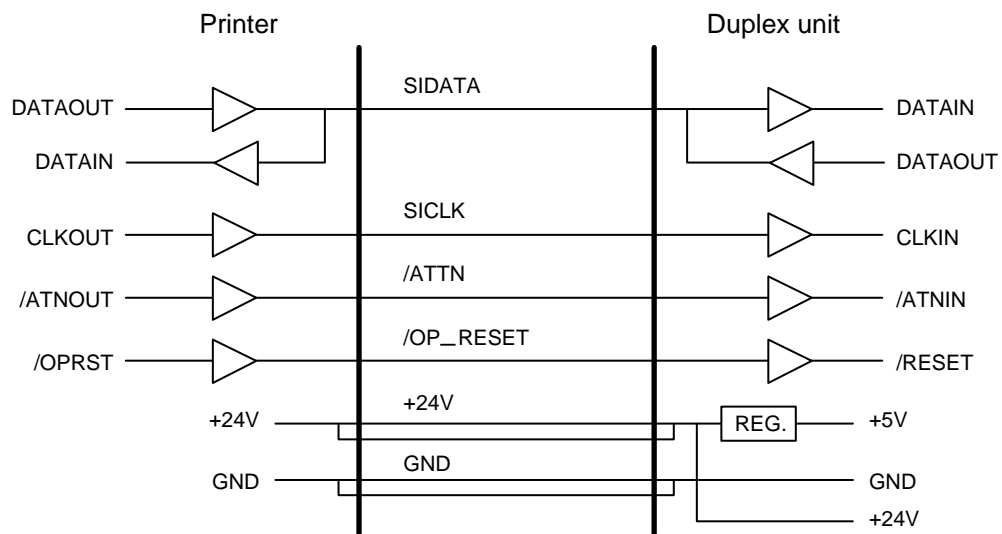 Printer Duplex unit
DATAOUT SIDATA DATAIN
DATAIN DATAOUT
CLKOUT SICLK CLKIN
/ATNOUT /ATTN /ATNIN
/OPRST /OP_RESET /RESET
+24V +24V REG. +5V
GND GND GND
+24V